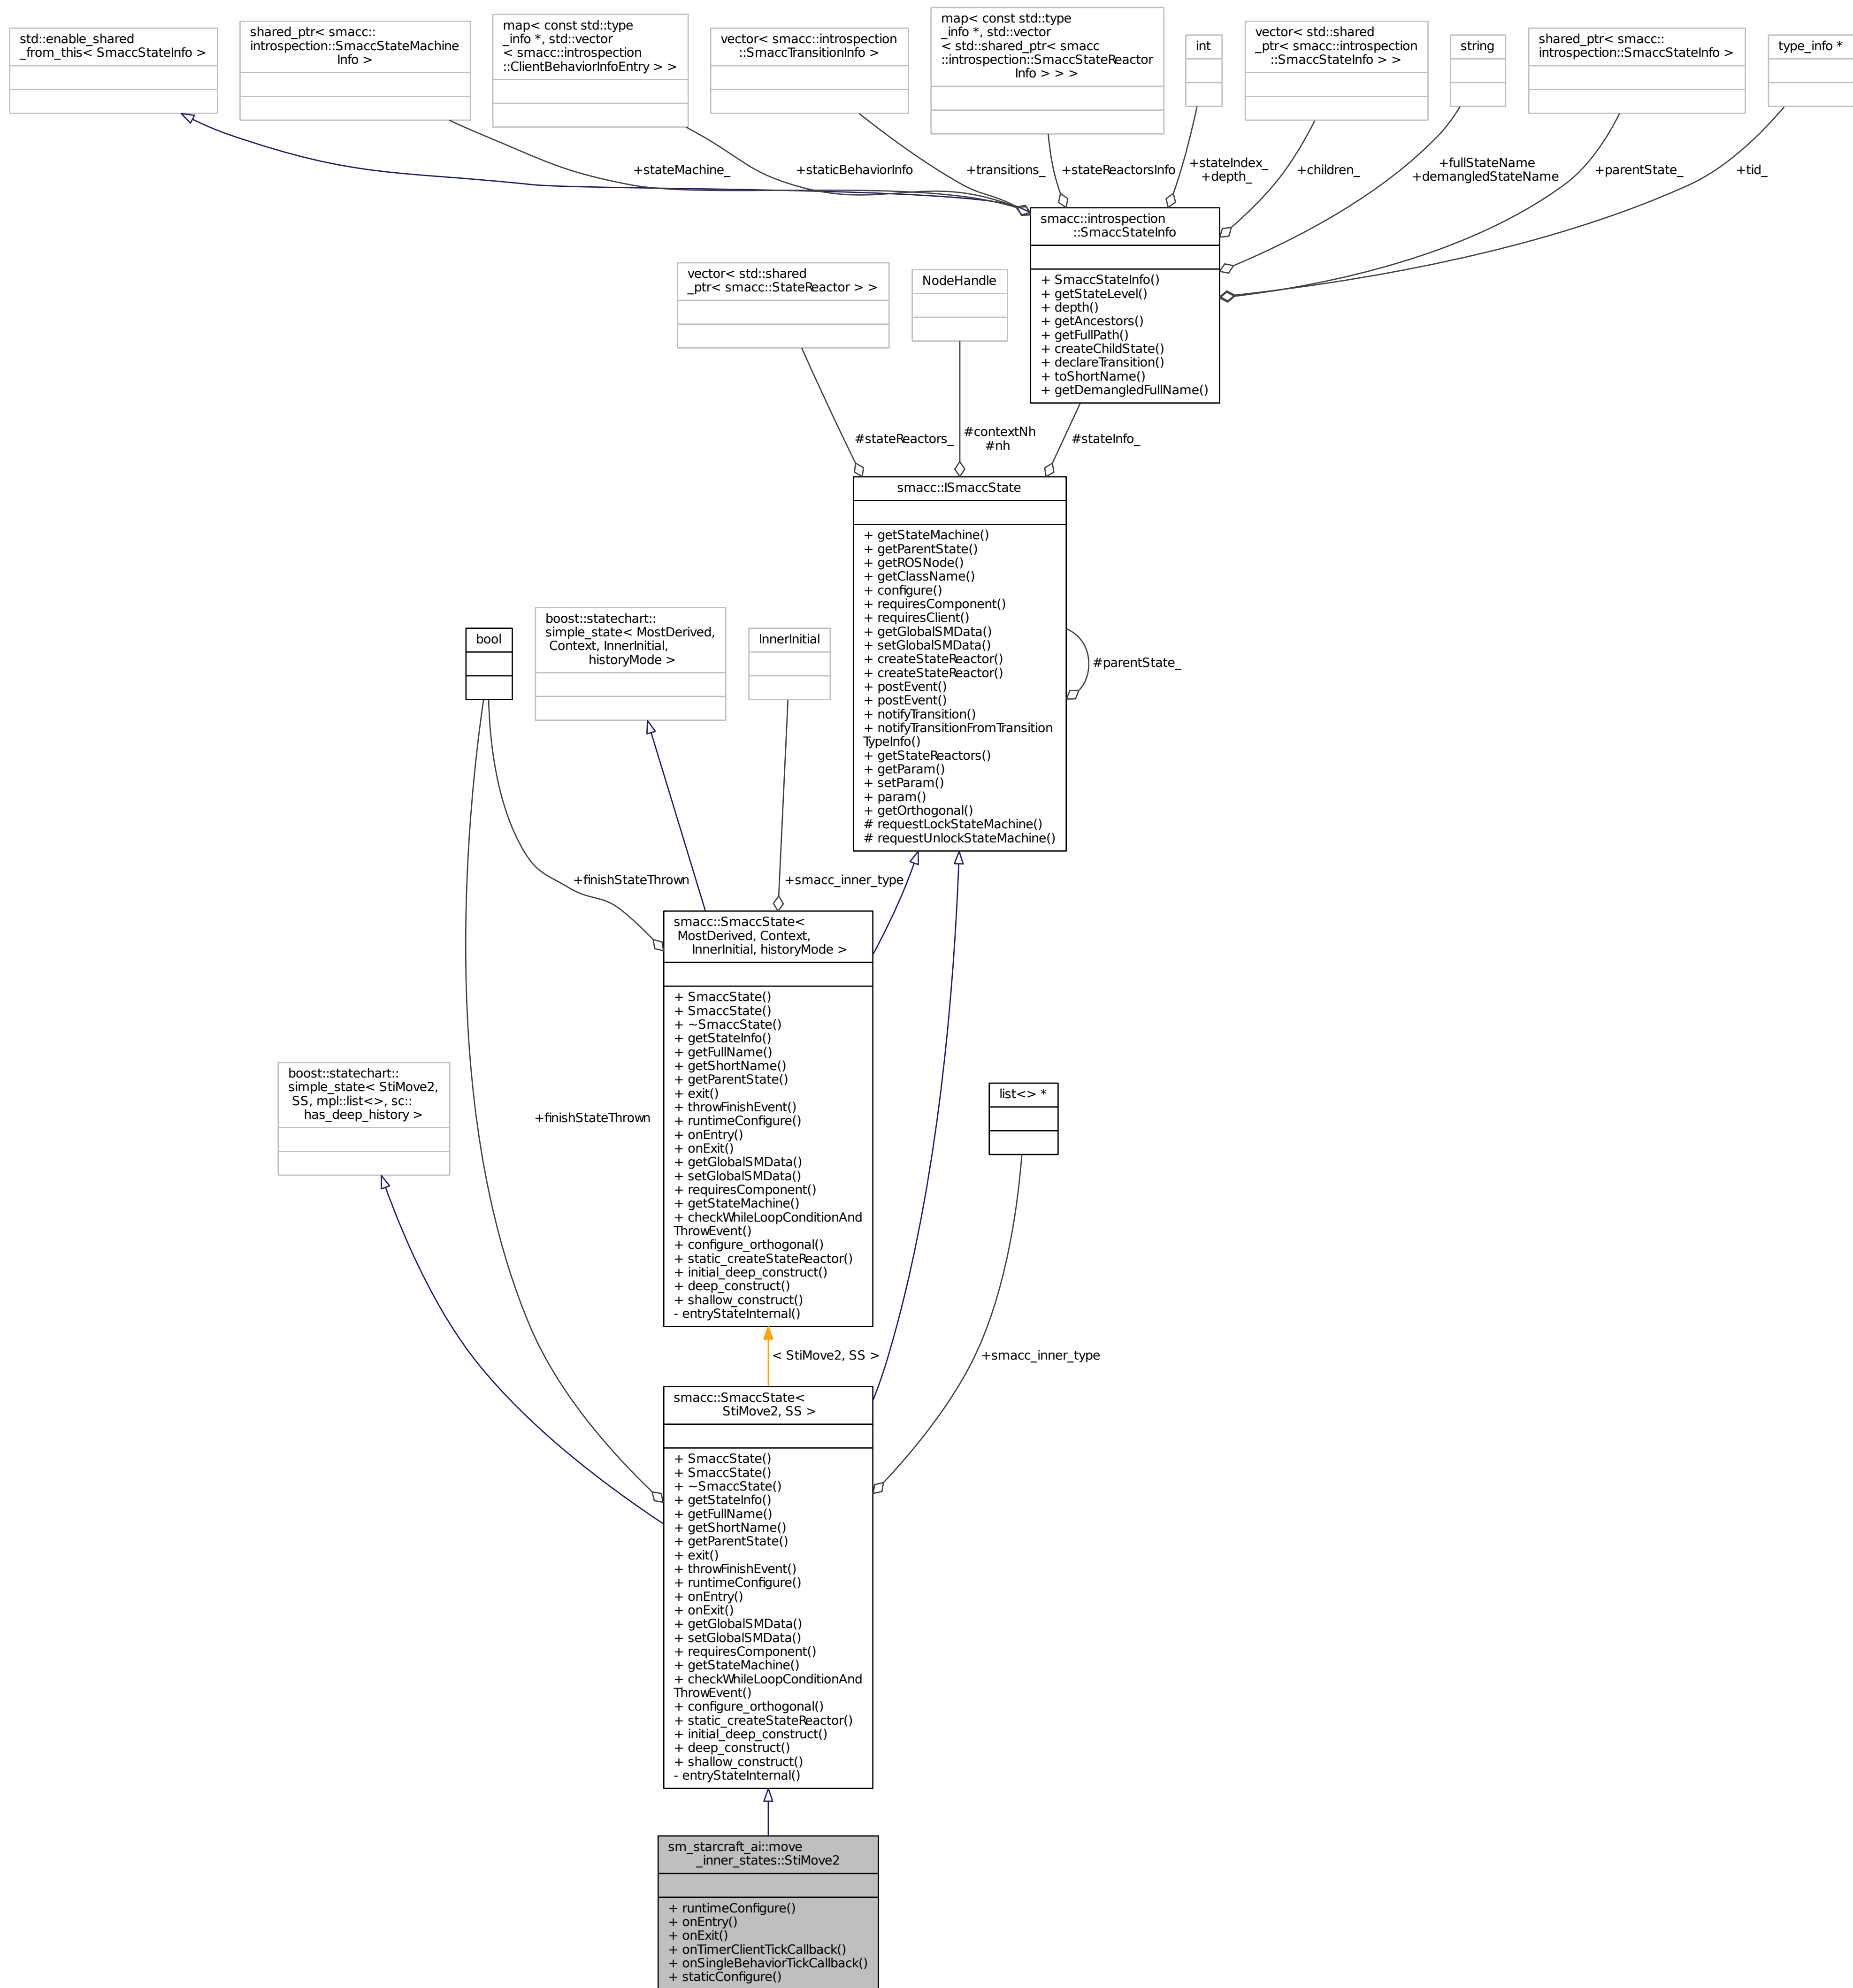 std::enable_shared
_from_this< SmaccStateInfo >
shared_ptr< smacc::
introspection::SmaccStateMachine
Info >
map< const std::type
_info *, std::vector
< smacc::introspection
::ClientBehaviorInfoEntry > >
vector< smacc::introspection
::SmaccTransitionInfo >
map< const std::type
_info *, std::vector
< std::shared_ptr< smacc
::introspection::SmaccStateReactor
Info > > >
int
vector< std::shared
_ptr< smacc::introspection
::SmaccStateInfo > >
string
shared_ptr< smacc::
introspection::SmaccStateInfo >
type_info *
+stateMachine_
+staticBehaviorInfo
+transitions_
+stateReactorsInfo
+stateIndex_
+depth_
+children_
+fullStateName
+demangledStateName
+parentState_
+tid_
smacc::introspection
::SmaccStateInfo
+ SmaccStateInfo()
+ getStateLevel()
+ depth()
+ getAncestors()
+ getFullPath()
+ createChildState()
+ declareTransition()
+ toShortName()
+ getDemangledFullName()
vector< std::shared
_ptr< smacc::StateReactor > >
NodeHandle
#stateReactors_
#contextNh
#nh
#stateInfo_
smacc::ISmaccState
+ getStateMachine()
+ getParentState()
+ getROSNode()
+ getClassName()
+ configure()
+ requiresComponent()
+ requiresClient()
+ getGlobalSMData()
+ setGlobalSMData()
+ createStateReactor()
+ createStateReactor()
+ postEvent()
+ postEvent()
+ notifyTransition()
+ notifyTransitionFromTransition
TypeInfo()
+ getStateReactors()
+ getParam()
+ setParam()
+ param()
+ getOrthogonal()
# requestLockStateMachine()
# requestUnlockStateMachine()
#parentState_
bool
boost::statechart::
simple_state< MostDerived,
Context, InnerInitial,
historyMode >
InnerInitial
+finishStateThrown
+smacc_inner_type
smacc::SmaccState<
MostDerived, Context,
InnerInitial, historyMode >
+ SmaccState()
+ SmaccState()
+ ~SmaccState()
+ getStateInfo()
+ getFullName()
+ getShortName()
+ getParentState()
+ exit()
+ throwFinishEvent()
+ runtimeConfigure()
+ onEntry()
+ onExit()
+ getGlobalSMData()
+ setGlobalSMData()
+ requiresComponent()
+ getStateMachine()
+ checkWhileLoopConditionAnd
ThrowEvent()
+ configure_orthogonal()
+ static_createStateReactor()
+ initial_deep_construct()
+ deep_construct()
+ shallow_construct()
- entryStateInternal()
boost::statechart::
simple_state< StiMove2,
SS, mpl::list<>, sc::
has_deep_history >
+finishStateThrown
list<> *
< StiMove2, SS >
+smacc_inner_type
smacc::SmaccState<
StiMove2, SS >
+ SmaccState()
+ SmaccState()
+ ~SmaccState()
+ getStateInfo()
+ getFullName()
+ getShortName()
+ getParentState()
+ exit()
+ throwFinishEvent()
+ runtimeConfigure()
+ onEntry()
+ onExit()
+ getGlobalSMData()
+ setGlobalSMData()
+ requiresComponent()
+ getStateMachine()
+ checkWhileLoopConditionAnd
ThrowEvent()
+ configure_orthogonal()
+ static_createStateReactor()
+ initial_deep_construct()
+ deep_construct()
+ shallow_construct()
- entryStateInternal()
sm_starcraft_ai::move
_inner_states::StiMove2
+ runtimeConfigure()
+ onEntry()
+ onExit()
+ onTimerClientTickCallback()
+ onSingleBehaviorTickCallback()
+ staticConfigure()